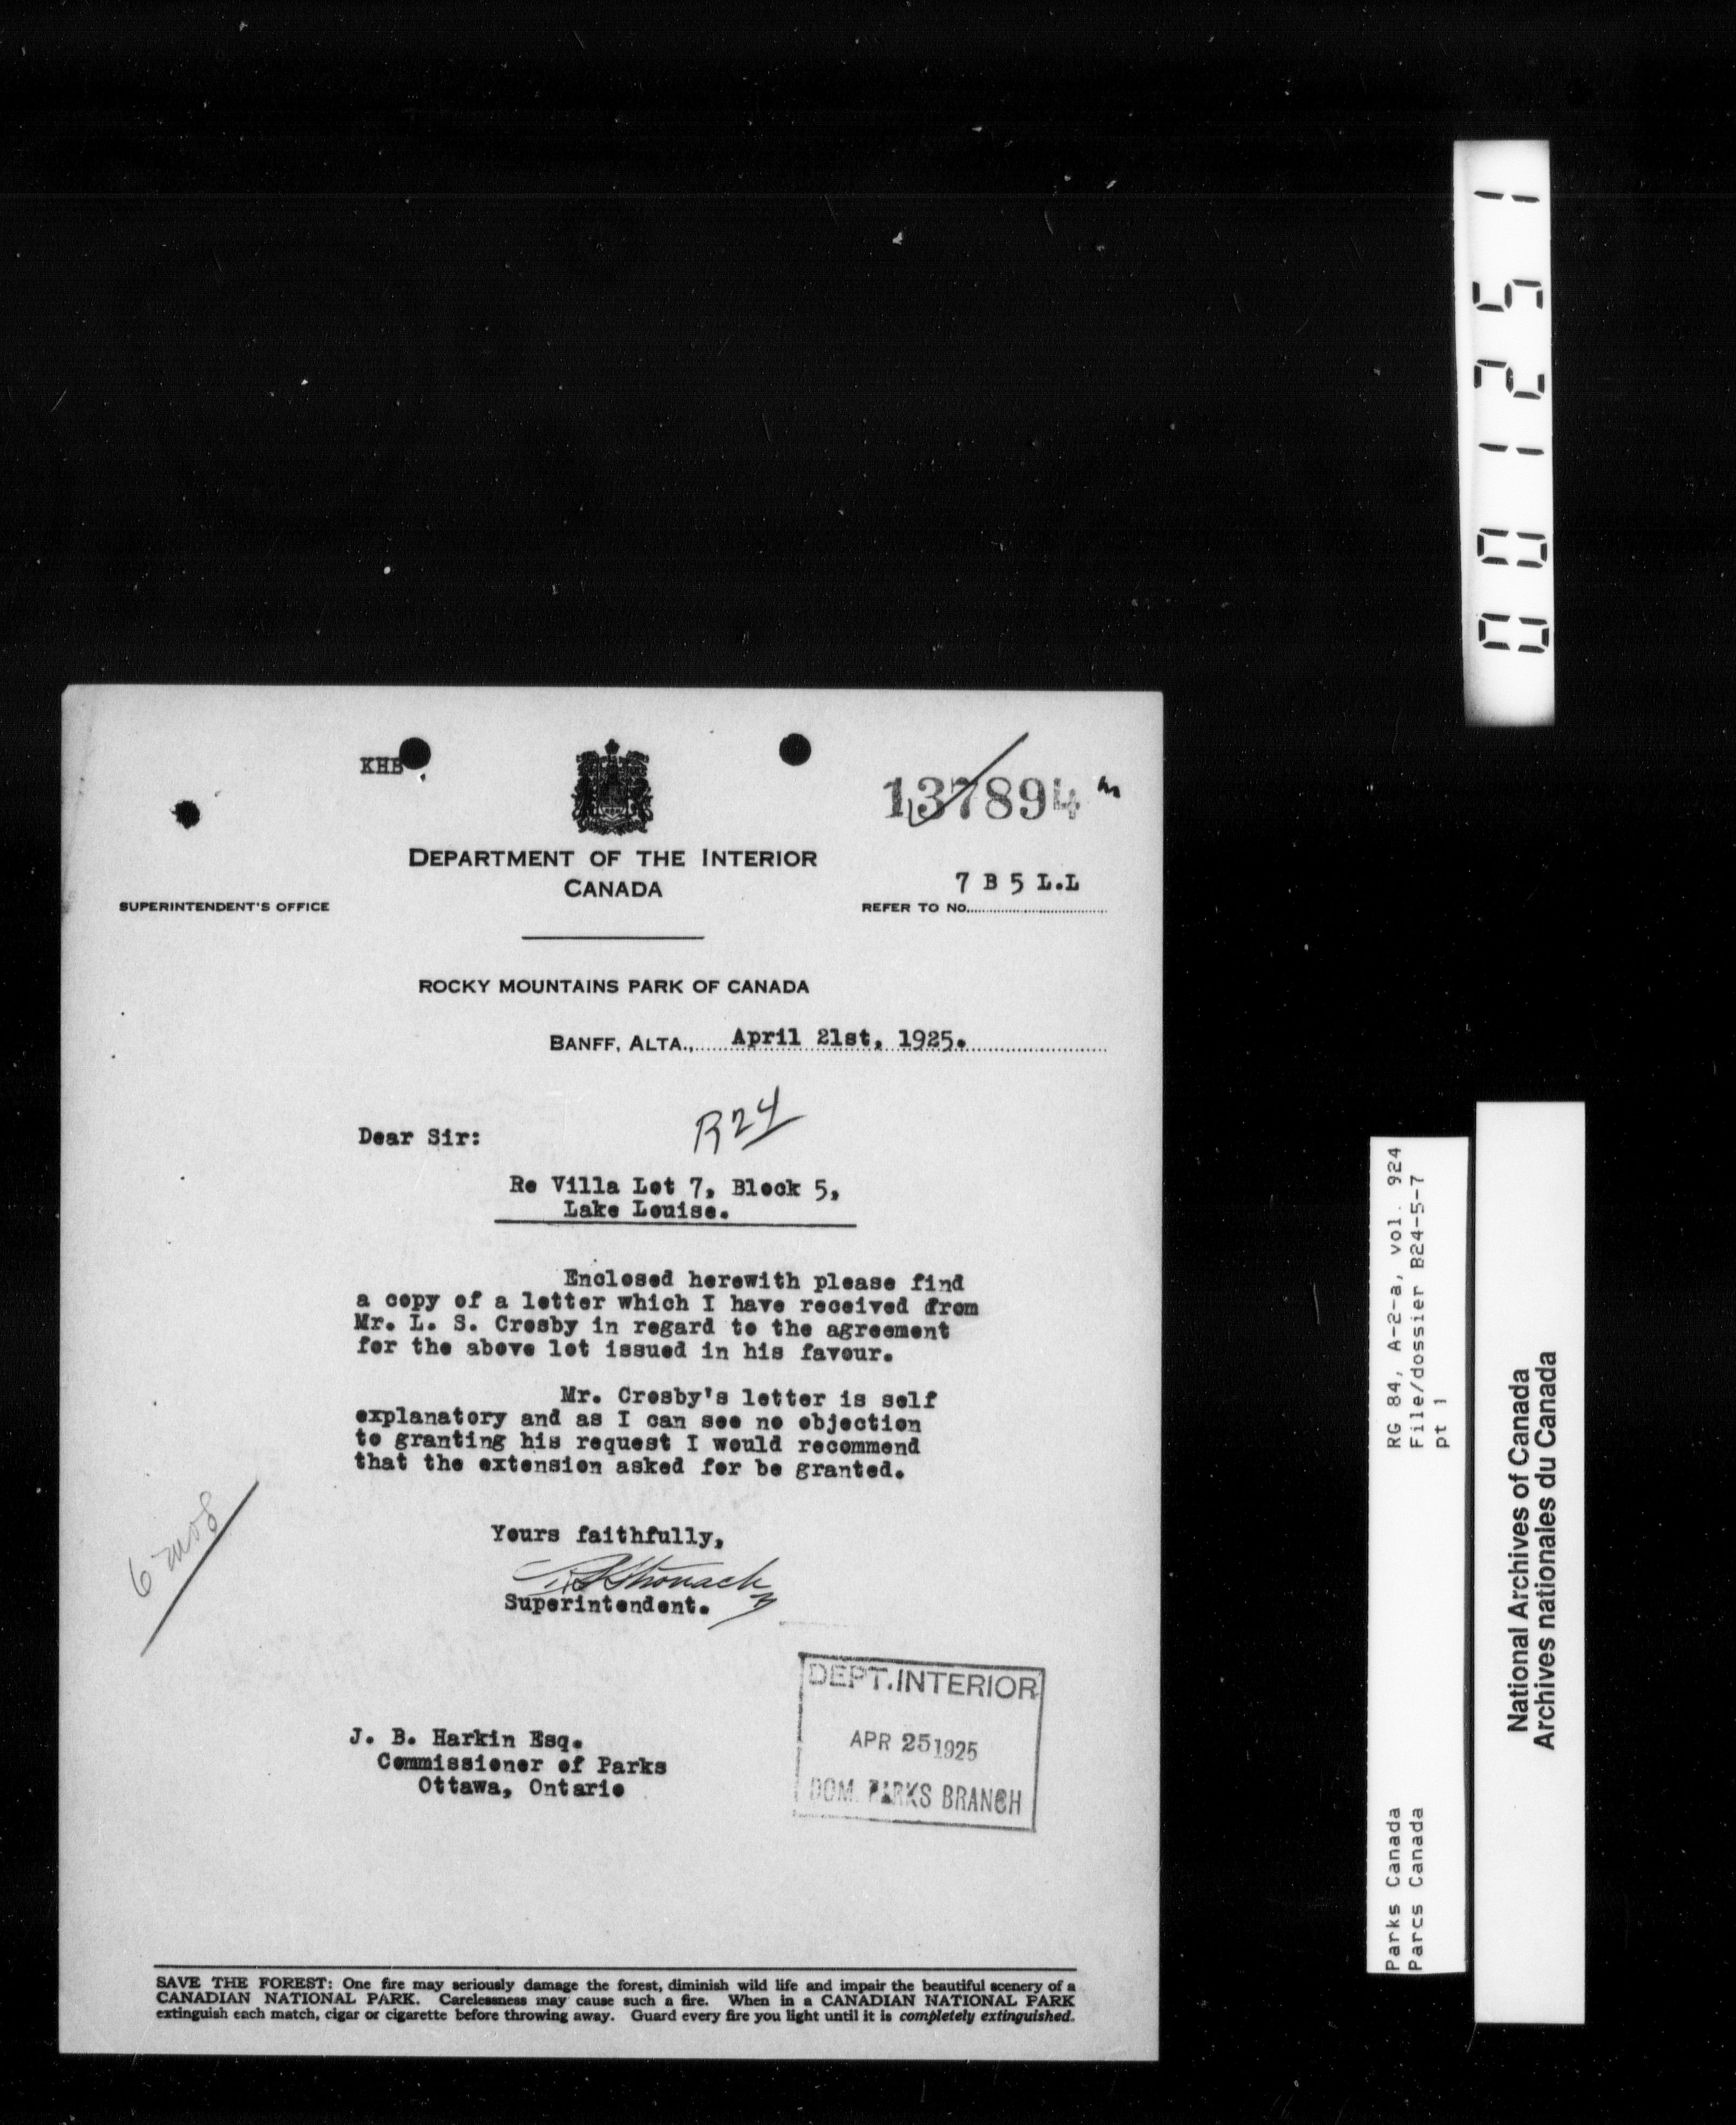 KHB
137894
DEPARTMENT OF THE INTERIOR
CANADA
7 B 5 L.L
SUPERINTENDENT'S OFFICE
REFER TO No.
ROCKY MOUNTAINS PARK OF CANADA
BANFF, ALTA., April 21st, 1925.
R24
Dear Sir:
Re Villa Lot 7, Block 5,
Lake Louise.
Enclosed herewith please find
a copy of a letter which I have received from
Mr. L. S. Crosby in regard to the agreement
for the above lot issued in his favour.
Mr. Crosby's letter is self
explanatory and as I can see no objection
to granting his request I would recommend
that the extension asked for be granted.
6 mos
Yours faithfully,
Superintendent.
DEPT. INTERIOR
APR 25 1925
DOM. PARKS BRANCH
J. B. Harkin Esq.
Commissioner of Parks
Ottawa, Ontario
SAVE THE FOREST: One fire may seriously damage the forest, diminish wild life and impair the beautiful scenery of a
CANADIAN NATIONAL PARK. Carelessness may cause such a fire. When in a CANADIAN NATIONAL PARK
extinguish each match, cigar or cigarette before throwing away. Guard every fire you light until it is completely extinguished.
001251
Parks Canada RG 84, A-2-a, vol. 924
Parcs Canada File/dossier B24-5-7
pt 1
National Archives of Canada
Archives nationales du Canada